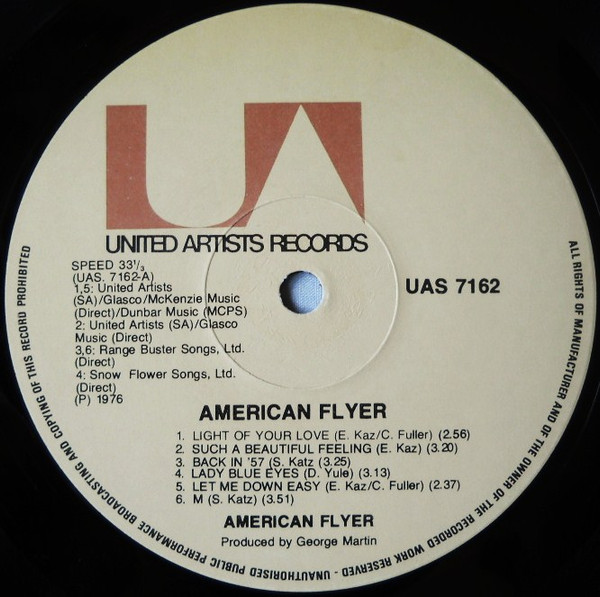 UA
UNITED ARTISTS RECORDS
SPEED 33⅓
(UAS. 7162-A)
1,5: United Artists
(SA)/Glasco/McKenzie Music
(Direct)/Dunbar Music (MCPS)
2: United Artists (SA)/Glasco
Music (Direct)
3,6: Range Buster Songs, Ltd.
(Direct)
4: Snow Flower Songs, Ltd.
(Direct)
(P) 1976
UAS 7162
AMERICAN FLYER
1. LIGHT OF YOUR LOVE (E. Kaz/C. Fuller) (2.56)
2. SUCH A BEAUTIFUL FEELING (E. Kaz) (3.20)
3. BACK IN '57 (S. Katz (3.25)
4. LADY BLUE EYES (D. Yule) (3.13)
5. LET ME DOWN EASY (E. Kaz/C. Fuller) (2.37)
6. M (S. Katz) (3.51)
AMERICAN FLYER
Produced by George Martin
ALL RIGHTS OF MANUFACTURER AND OF THE OWNER OF THE RECORDED WORK RESERVED - UNAUTHORISED PUBLIC PERFORMANCE BROADCASTING AND COPYING OF THIS RECORD PROHIBITED